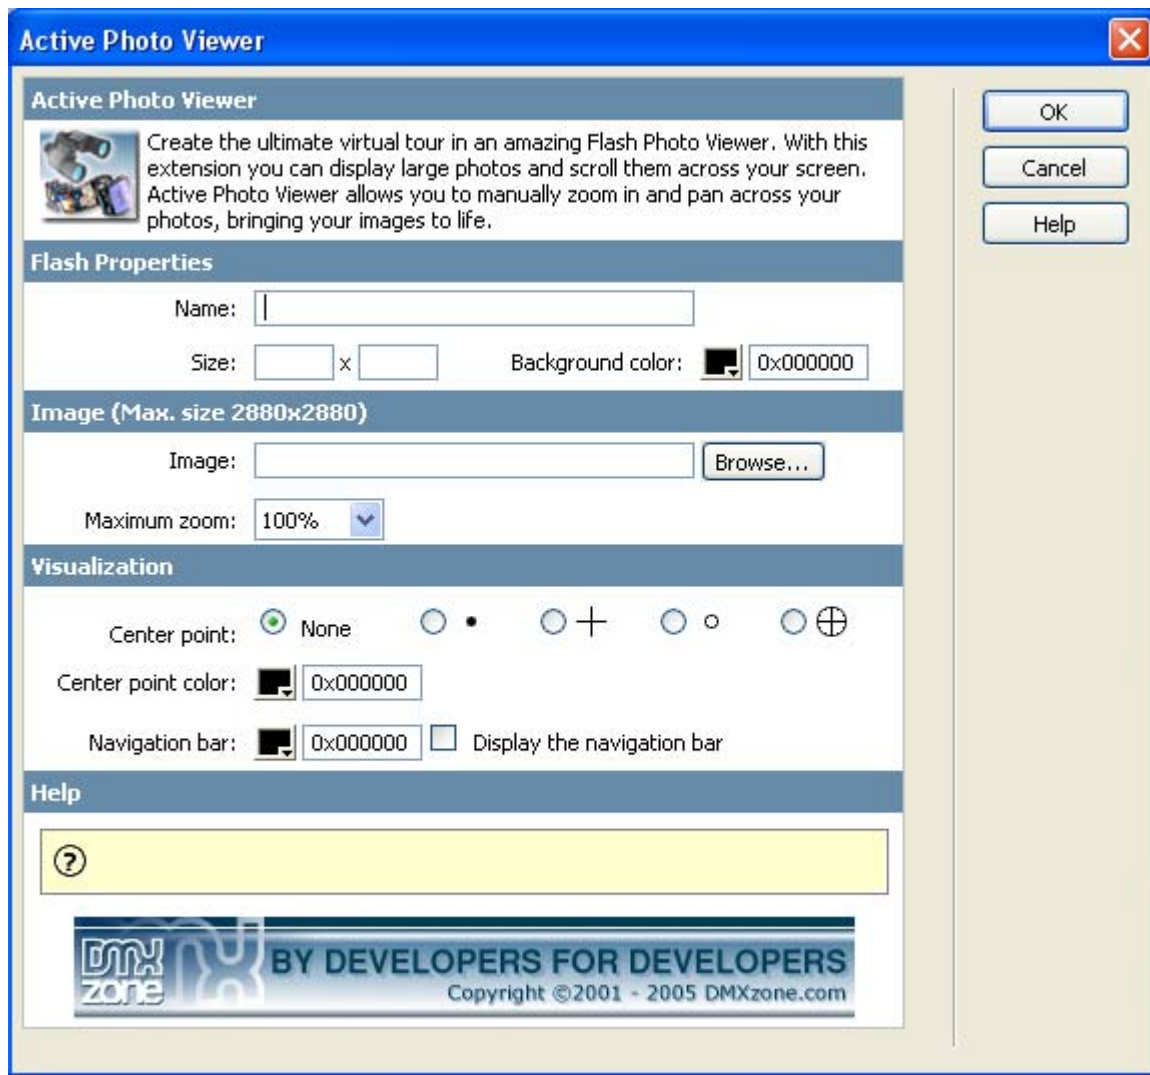 Active Photo Viewer
Active Photo Viewer
Create the ultimate virtual tour in an amazing Flash Photo Viewer. With this
extension you can display large photos and scroll them across your screen.
Active Photo Viewer allows you to manually zoom in and pan across your
photos, bringing your images to life.
OK
Cancel
Help
Flash Properties
Name:
Size: x Background color: 0x000000
Image (Max. size 2880x2880)
Image: Browse...
Maximum zoom: 100%
Visualization
Center point: None
Center point color: 0x000000
Navigation bar: 0x000000 Display the navigation bar
Help
?
DMX zone
BY DEVELOPERS FOR DEVELOPERS
Copyright ©2001 - 2005 DMXzone.com